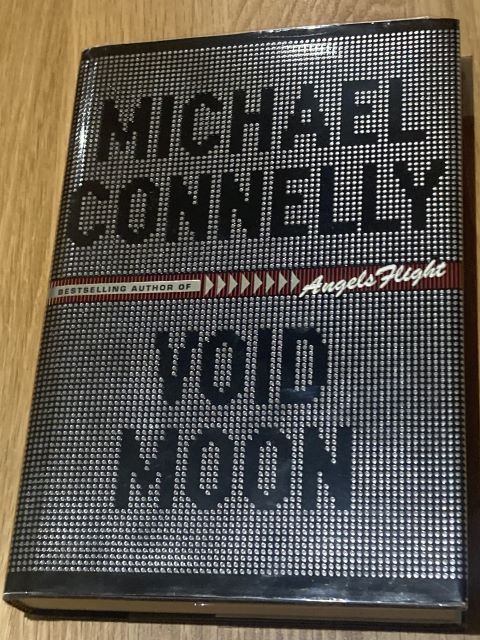 MICHAEL
CONNELLY
BESTSELLING AUTHOR OF Angels Flight
VOID
MOON